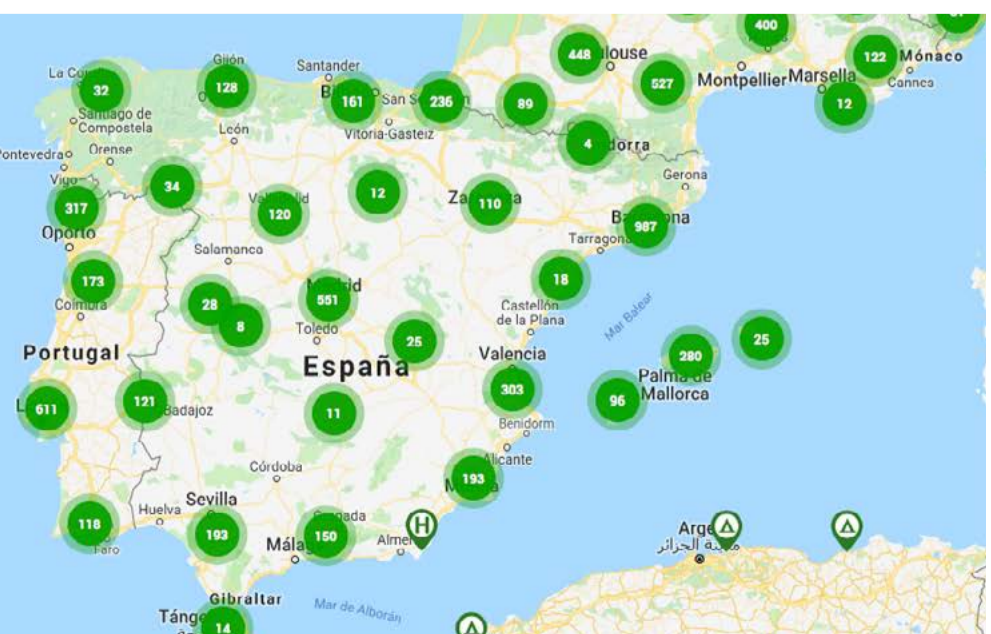 400
448
122
Mónaco
527
Montpellier
Marsella
Cannes
12
Gijón
Santander
32
128
161
236
89
Santiago de
Compostela
León
Vitoria-Gasteiz
4
Pontevedra
Orense
Gerona
Vigo
34
12
317
120
110
987
Oporto
Tarragona
Salamanca
173
28
551
18
Coimbra
8
Toledo
Castellón
de la Plana
Mar Balear
25
25
280
Portugal
España
Valencia
Palma de
Mallorca
303
96
611
121
Badajoz
11
Benidorm
Alicante
Córdoba
193
Sevilla
Huelva
118
193
150
H
Faro
مدينة الجزائر
Gibraltar
Mar de Alborán
14